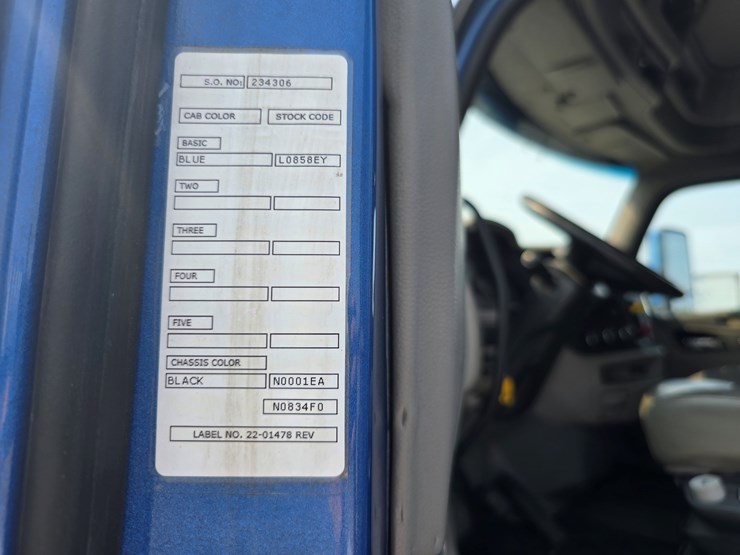 S.O. NO: 234306
CAB COLOR STOCK CODE
BASIC
BLUE L0858EY
TWO
THREE
FOUR
FIVE
CHASSIS COLOR
BLACK N0001EA
N0834F0
LABEL NO. 22-01478 REV